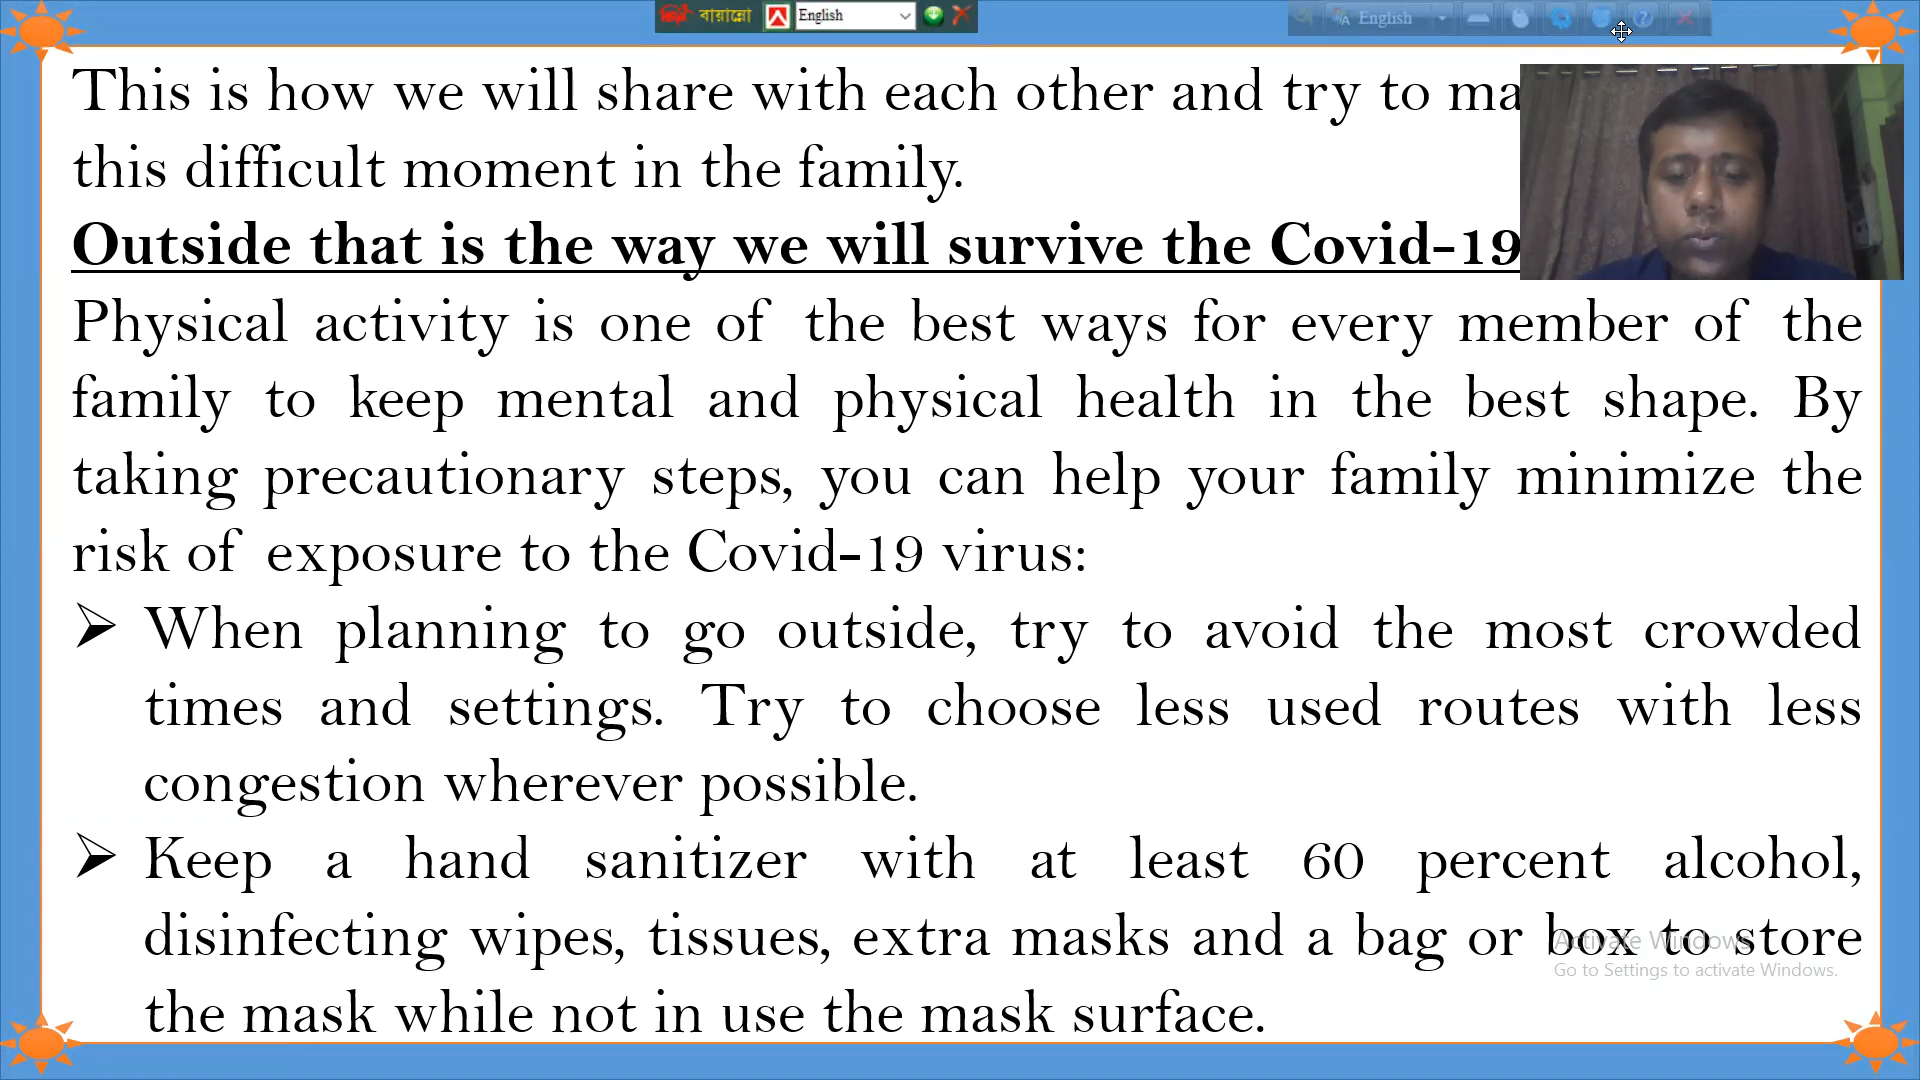 বায়ান্নো English
English
This is how we will share with each other and try to ma
this difficult moment in the family.
Outside that is the way we will survive the Covid-19
Physical activity is one of the best ways for every member of the
family to keep mental and physical health in the best shape. By
taking precautionary steps, you can help your family minimize the
risk of exposure to the Covid-19 virus:
➢ When planning to go outside, try to avoid the most crowded
times and settings. Try to choose less used routes with less
congestion wherever possible.
➢ Keep a hand sanitizer with at least 60 percent alcohol,
disinfecting wipes, tissues, extra masks and a bag or box to store
the mask while not in use the mask surface.
Activate Windows
Go to Settings to activate Windows.